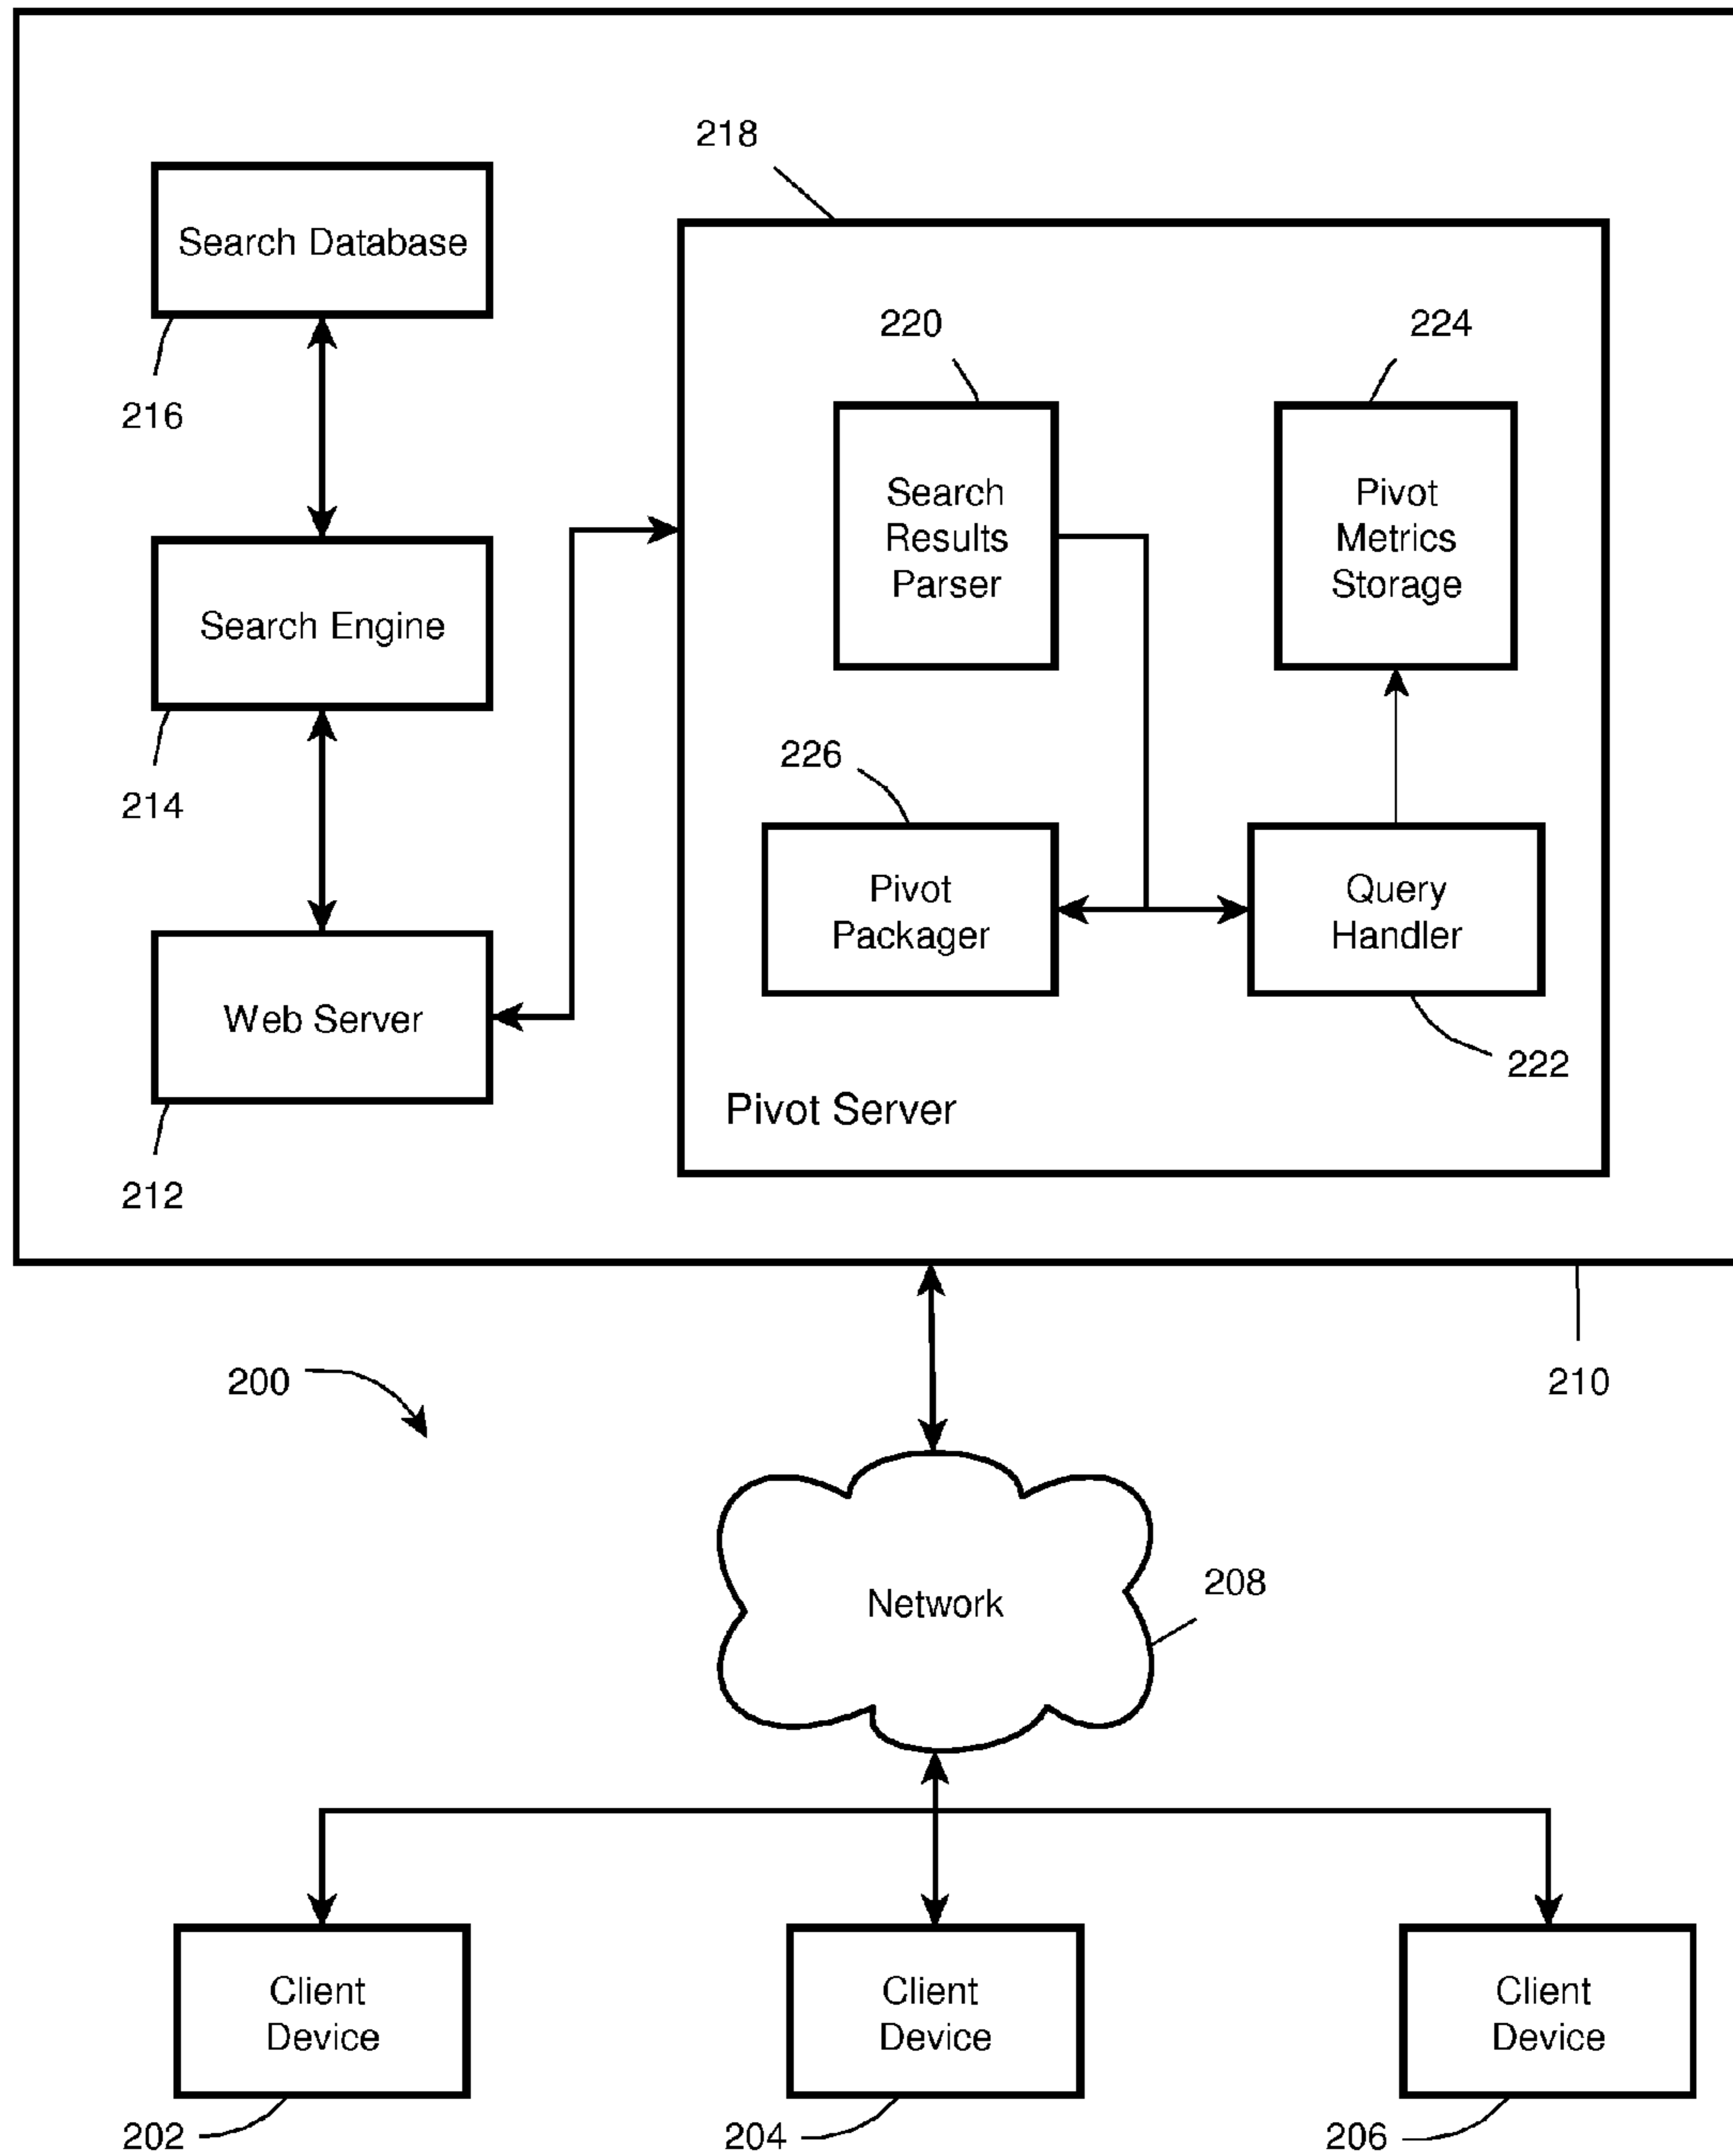 218
Search Database
216
220
224
Search
Results
Parser
Pivot
Metrics
Storage
Search Engine
214
226
Pivot
Packager
Query
Handler
Web Server
222
Pivot Server
212
200
210
Network
208
Client
Device
Client
Device
Client
Device
202
204
206